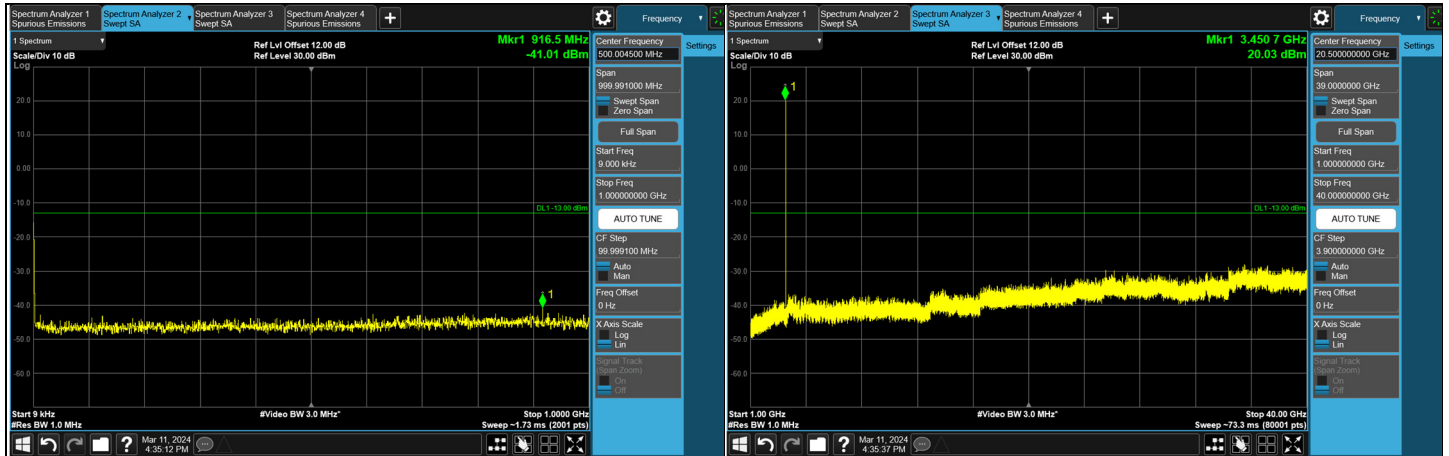 Spectrum Analyzer 1
Spurious Emissions
Spectrum Analyzer 2
Swept SA
Spectrum Analyzer 3
Swept SA
Spectrum Analyzer 4
Spurious Emissions
Frequency
1 Spectrum
Scale/Div 10 dB
Log
Ref Lvl Offset 12.00 dB
Ref Level 30.00 dBm
Mkr1 916.5 MHz
-41.01 dBm
20.0
10.0
0.00
-10.0
-20.0
-30.0
-40.0
-50.0
-60.0
DL1 -13.00 dBm
1
Start 9 kHz
#Res BW 1.0 MHz
#Video BW 3.0 MHz*
Stop 1.0000 GHz
Sweep ~1.73 ms (2001 pts)
Center Frequency
500.004500 MHz
Settings
Span
999.991000 MHz
Swept Span
Zero Span
Full Span
Start Freq
9.000 kHz
Stop Freq
1.000000000 GHz
AUTO TUNE
CF Step
99.999100 MHz
Auto
Man
Freq Offset
0 Hz
X Axis Scale
Log
Lin
Signal Track
(Span Zoom)
On
Off
?
Mar 11, 2024
4:35:12 PM
Spectrum Analyzer 1
Spurious Emissions
Spectrum Analyzer 2
Swept SA
Spectrum Analyzer 3
Swept SA
Spectrum Analyzer 4
Spurious Emissions
Frequency
1 Spectrum
Scale/Div 10 dB
Log
Ref Lvl Offset 12.00 dB
Ref Level 30.00 dBm
Mkr1 3.450 7 GHz
20.03 dBm
20.0
10.0
0.00
-10.0
-20.0
-30.0
-40.0
-50.0
-60.0
DL1 -13.00 dBm
1
Start 1.00 GHz
#Res BW 1.0 MHz
#Video BW 3.0 MHz*
Stop 40.00 GHz
Sweep ~73.3 ms (80001 pts)
Center Frequency
20.500000000 GHz
Settings
Span
39.0000000 GHz
Swept Span
Zero Span
Full Span
Start Freq
1.000000000 GHz
Stop Freq
40.000000000 GHz
AUTO TUNE
CF Step
3.900000000 GHz
Auto
Man
Freq Offset
0 Hz
X Axis Scale
Log
Lin
Signal Track
(Span Zoom)
On
Off
?
Mar 11, 2024
4:35:37 PM